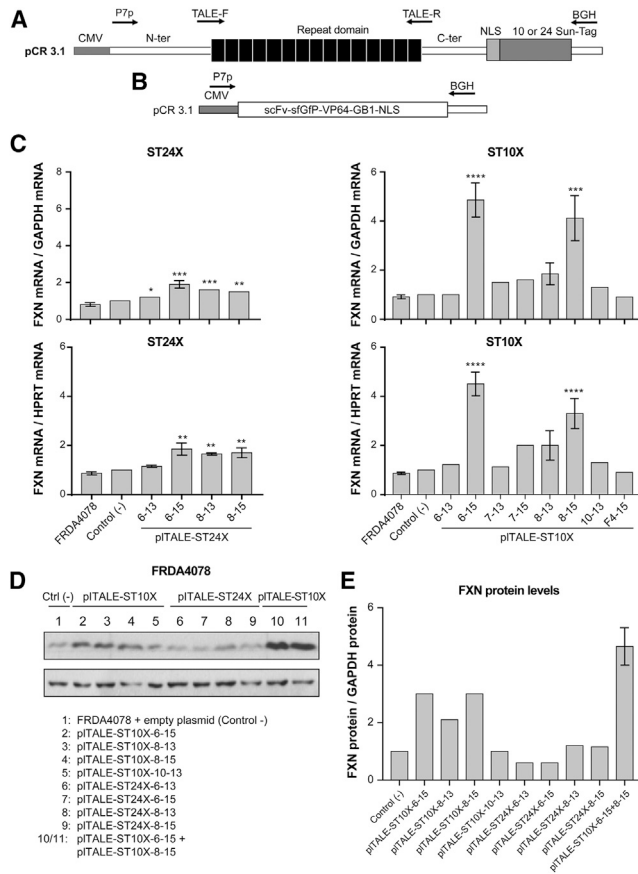 A
P7p
TALE-F
TALE-R
BGH
CMV
N-ter
Repeat domain
C-ter
NLS
10 or 24 Sun-Tag
pCR 3.1
B
P7p
CMV
BGH
pCR 3.1
scFv-sfGfP-VP64-GB1-NLS
C
ST24X
FXN mRNA / GAPDH mRNA
8
6
4
2
0
*
***
***
**
ST10X
FXN mRNA / GAPDH mRNA
8
6
4
2
0
****
***
ST24X
FXN mRNA / HPRT mRNA
6
4
2
0
**
**
**
FRDA4078
Control (-)
6-13
6-15
8-13
8-15
pITALE-ST24X
ST10X
FXN mRNA / HPRT mRNA
6
4
2
0
****
****
FRDA4078
Control (-)
6-13
6-15
7-13
7-15
8-13
8-15
10-13
F4-15
pITALE-ST10X
D
FRDA4078
Ctrl (-) pITALE-ST10X pITALE-ST24X pITALE-ST10X
1 2 3 4 5 6 7 8 9 10 11
1: FRDA4078 + empty plasmid (Control -)
2: pITALE-ST10X-6-15
3: pITALE-ST10X-8-13
4: pITALE-ST10X-8-15
5: pITALE-ST10X-10-13
6: pITALE-ST24X-6-13
7: pITALE-ST24X-6-15
8: pITALE-ST24X-8-13
9: pITALE-ST24X-8-15
10/11: pITALE-ST10X-6-15 +
pITALE-ST10X-8-15
E
FXN protein levels
FXN protein / GAPDH protein
6
4
2
0
Control (-)
pITALE-ST10X-6-15
pITALE-ST10X-8-13
pITALE-ST10X-8-15
pITALE-ST10X-10-13
pITALE-ST24X-6-13
pITALE-ST24X-6-15
pITALE-ST24X-8-13
pITALE-ST24X-8-15
pITALE-ST10X-6-15+8-15